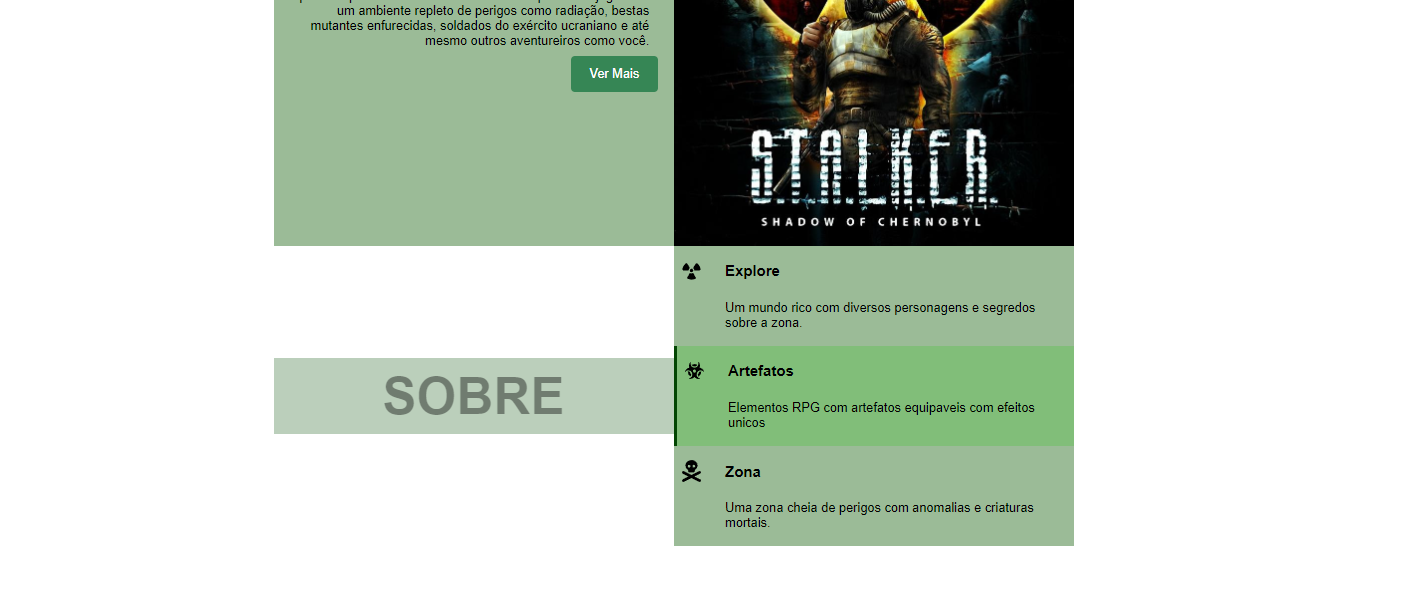 um ambiente repleto de perigos como radiação, bestas
mutantes enfurecidas, soldados do exército ucraniano e até
mesmo outros aventureiros como você.
Ver Mais
S.T.A.L.K.E.R.
SHADOW OF CHERNOBYL
Explore
Um mundo rico com diversos personagens e segredos
sobre a zona.
SOBRE
Artefatos
Elementos RPG com artefatos equipaveis com efeitos
unicos
Zona
Uma zona cheia de perigos com anomalias e criaturas
mortais.